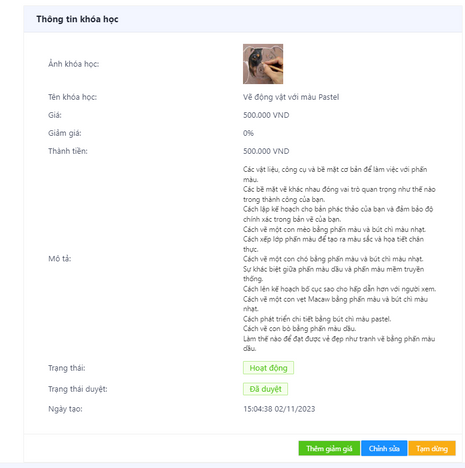 Thông tin khóa học
Ảnh khóa học:
Tên khóa học: Vẽ động vật với màu Pastel
Giá: 500.000 VND
Giảm giá: 0%
Thành tiền: 500.000 VND
Mô tả:
Các vật liệu, công cụ và bề mặt cơ bản để làm việc với phấn
màu.
Các bề mặt vẽ khác nhau đóng vai trò quan trọng như thế nào
trong thành công của bạn.
Cách lập kế hoạch cho bản phác thảo của bạn và đảm bảo độ
chính xác trong bản vẽ của bạn.
Cách vẽ một con mèo bằng phấn màu và bút chì màu nhạt.
Cách xếp lớp phấn màu để tạo ra màu sắc và họa tiết chân
thực.
Cách vẽ một con chó bằng phấn màu và bút chì màu nhạt.
Sự khác biệt giữa phấn màu dầu và phấn màu mềm truyền
thống.
Cách lên kế hoạch bố cục sao cho hấp dẫn hơn với người xem.
Cách vẽ một con vẹt Macaw bằng phấn màu và bút chì màu
nhạt.
Cách phát triển chi tiết bằng bút chì màu pastel.
Cách vẽ con bò bằng phấn màu dầu.
Làm thế nào để đạt được vẻ đẹp như tranh vẽ bằng phấn màu
dầu.
Trạng thái: Hoạt động
Trạng thái duyệt: Đã duyệt
Ngày tạo: 15:04:38 02/11/2023
Thêm giảm giá Chỉnh sửa Tạm dừng